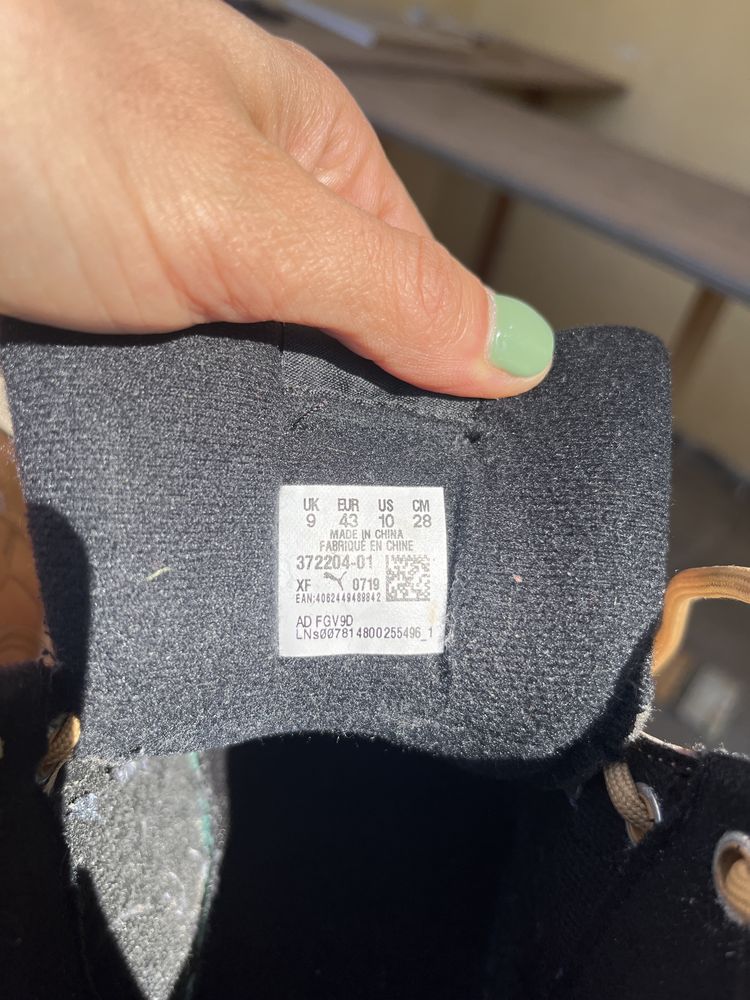 UK EUR US CM
9 43 10 28
MADE IN CHINA
FABRIQUÉ EN CHINE
372204-01
XF 0719
EAN:4062449489842
AD FGV9D
LNs007814800255496_1